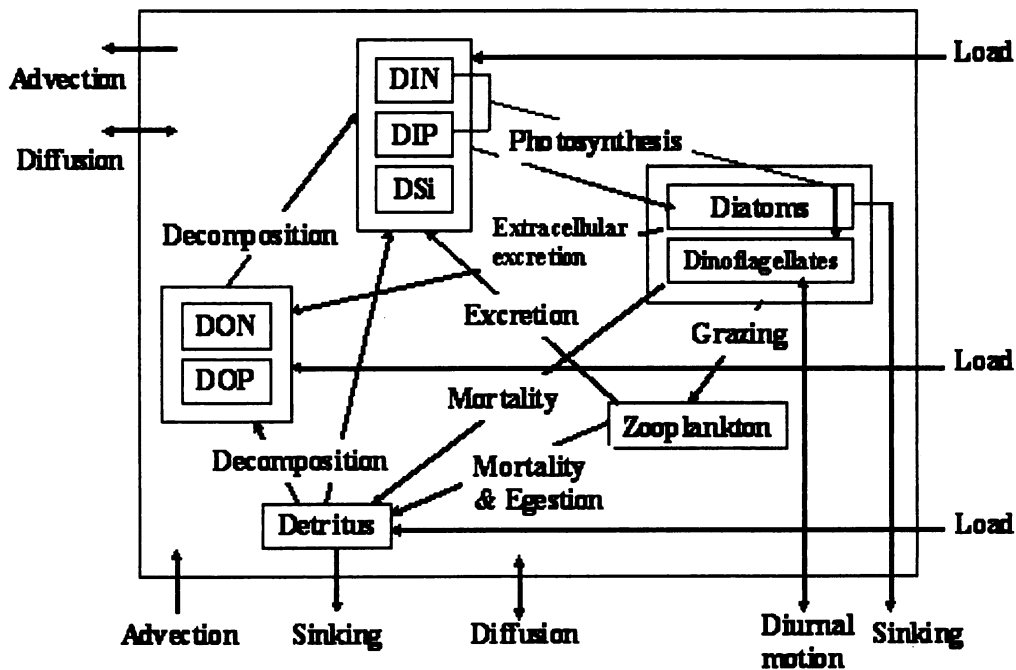 Load
DIN
Advection
DIP
Photosynthesis
Diffusion
DSi
Diatoms
Extracellular
excretion
Decomposition
Dinoflagellates
DON
Excretion
Grazing
DOP
Load
Mortality
Zooplankton
Decomposition
Mortality
& Egestion
Detritus
Load
Advection
Sinking
Diffusion
Diurnal
motion
Sinking